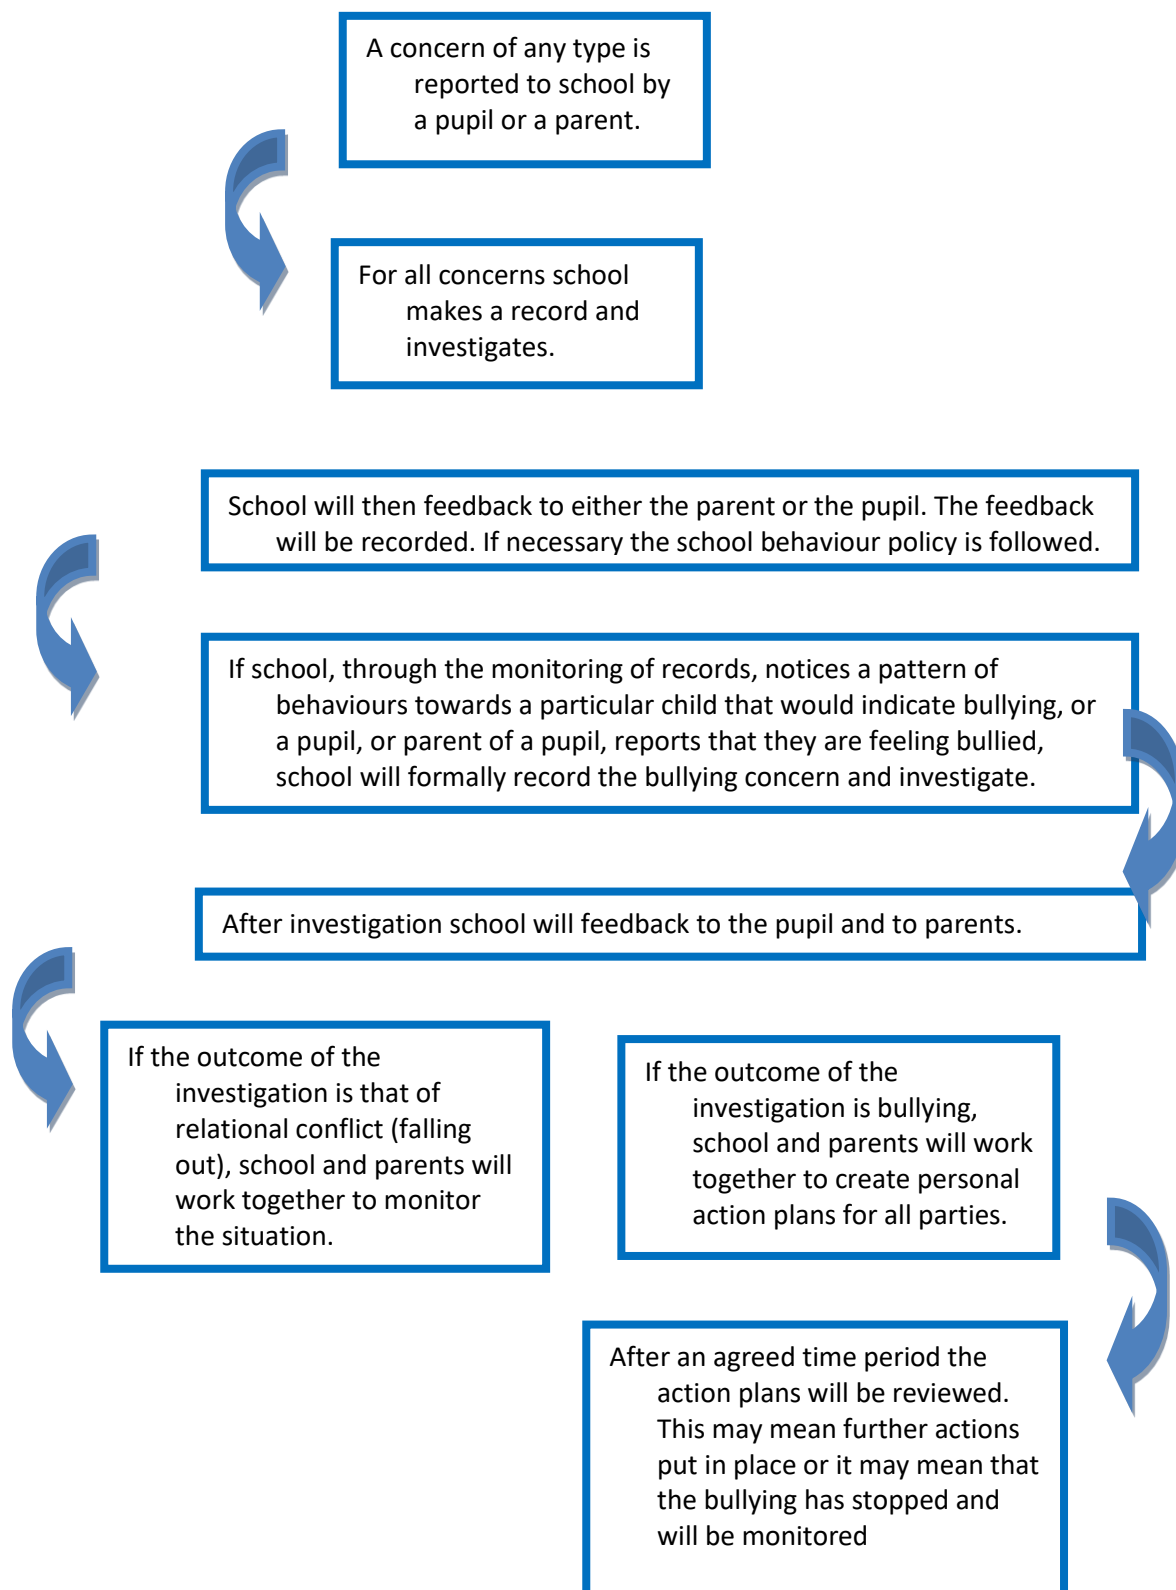 A concern of any type is
reported to school by
a pupil or a parent.
For all concerns school
makes a record and
investigates.
School will then feedback to either the parent or the pupil. The feedback
will be recorded. If necessary the school behaviour policy is followed.
If school, through the monitoring of records, notices a pattern of
behaviours towards a particular child that would indicate bullying, or
a pupil, or parent of a pupil, reports that they are feeling bullied,
school will formally record the bullying concern and investigate.
After investigation school will feedback to the pupil and to parents.
If the outcome of the
investigation is that of
relational conflict (falling
out), school and parents will
work together to monitor
the situation.
If the outcome of the
investigation is bullying,
school and parents will work
together to create personal
action plans for all parties.
After an agreed time period the
action plans will be reviewed.
This may mean further actions
put in place or it may mean that
the bullying has stopped and
will be monitored